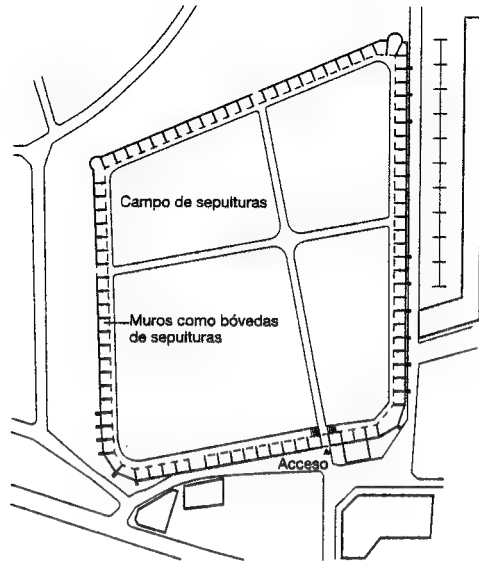 Campo de sepulturas
Muros como bóvedas
de sepulturas
Acceso